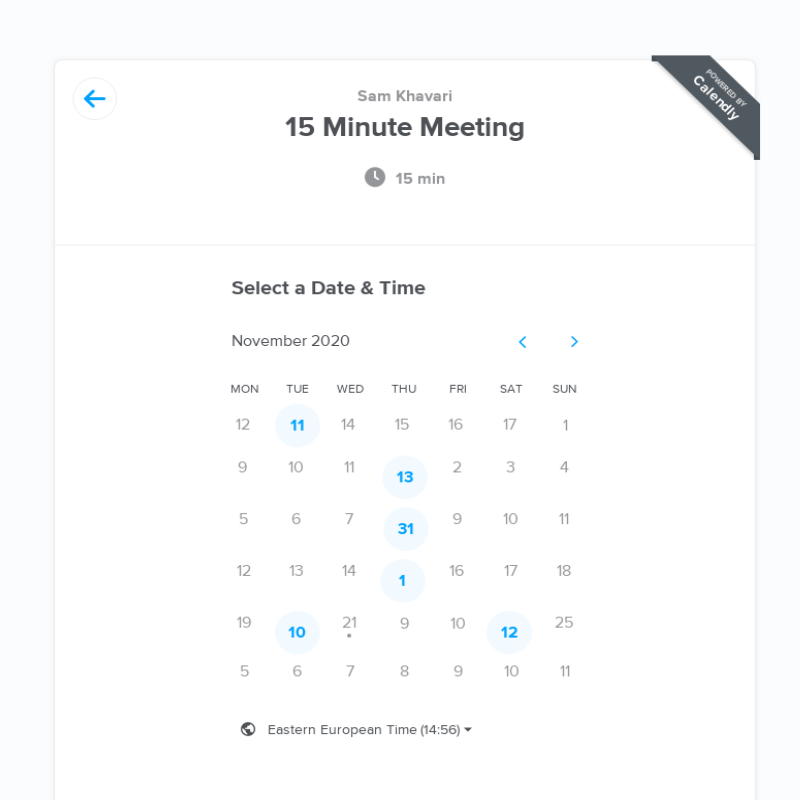 POWERED BY
Calendly
Sam Khavari
15 Minute Meeting
15 min
Select a Date & Time
November 2020
MON TUE WED THU FRI SAT SUN
12 11 14 15 16 17 1
9 10 11 13 2 3 4
5 6 7 31 9 10 11
12 13 14 1 16 17 18
19 10 21 9 10 12 25
5 6 7 8 9 10 11
Eastern European Time (14:56)